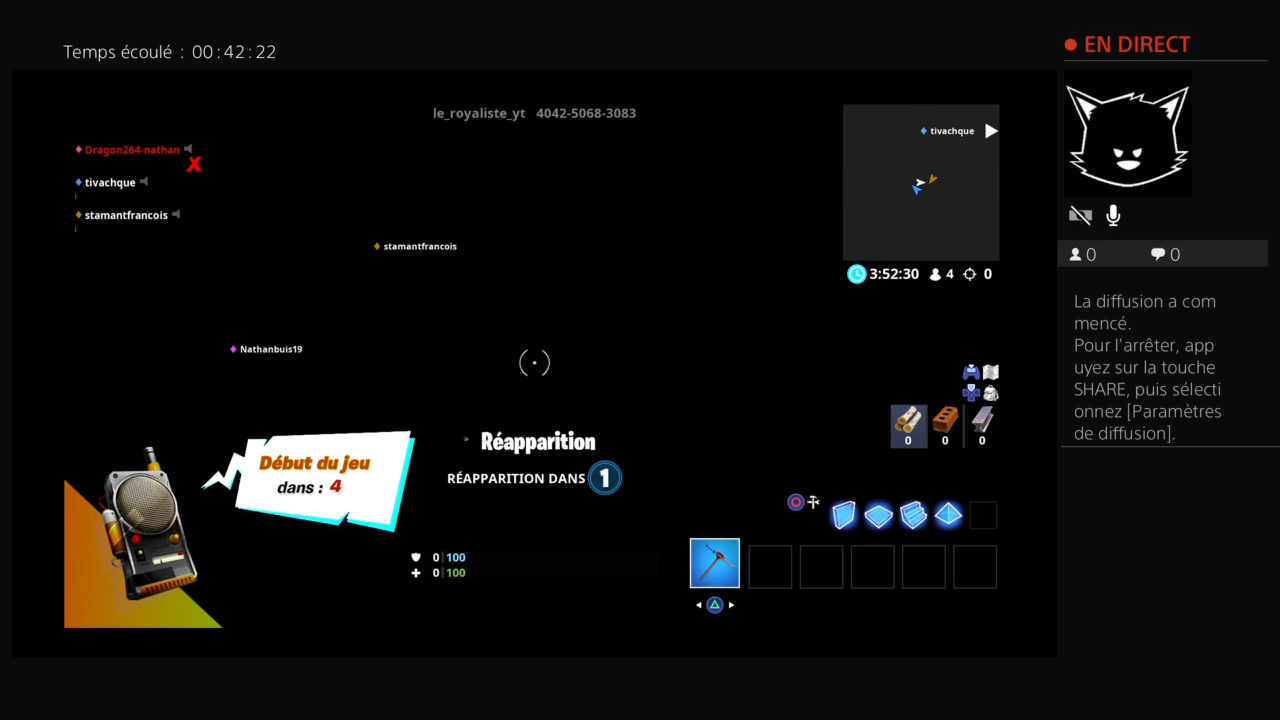 Temps écoulé : 00:42:22
EN DIRECT
le_royaliste_yt 4042-5068-3083
Dragon264-nathan
X
tivachque
stamantfrancois
tivachque
stamantfrancois
3:52:30 4 0
0 0
La diffusion a com
mencé.
Pour l'arrêter, app
uyez sur la touche
SHARE, puis sélecti
onnez [Paramètres
de diffusion].
Nathanbuis19
0 0 0
Réapparition
Début du jeu
dans : 4
RÉAPPARITION DANS 1
0 | 100
0 | 100